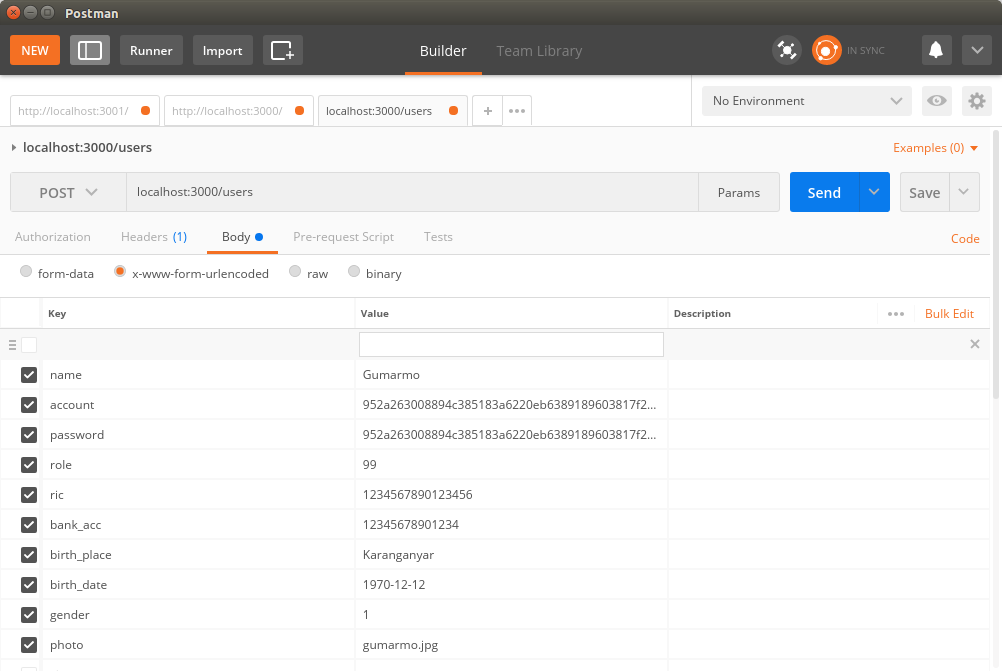 Postman
NEW Runner Import Builder Team Library IN SYNC
http://localhost:3001/ http://localhost:3000/ localhost:3000/users + ••• No Environment
localhost:3000/users Examples (0)
POST localhost:3000/users Params Send Save
Authorization Headers (1) Body Pre-request Script Tests Code
form-data x-www-form-urlencoded raw binary
Key Value Description ••• Bulk Edit
name Gumarmo
account 952a263008894c385183a6220eb6389189603817f2...
password 952a263008894c385183a6220eb6389189603817f2...
role 99
ric 1234567890123456
bank_acc 12345678901234
birth_place Karanganyar
birth_date 1970-12-12
gender 1
photo gumarmo.jpg